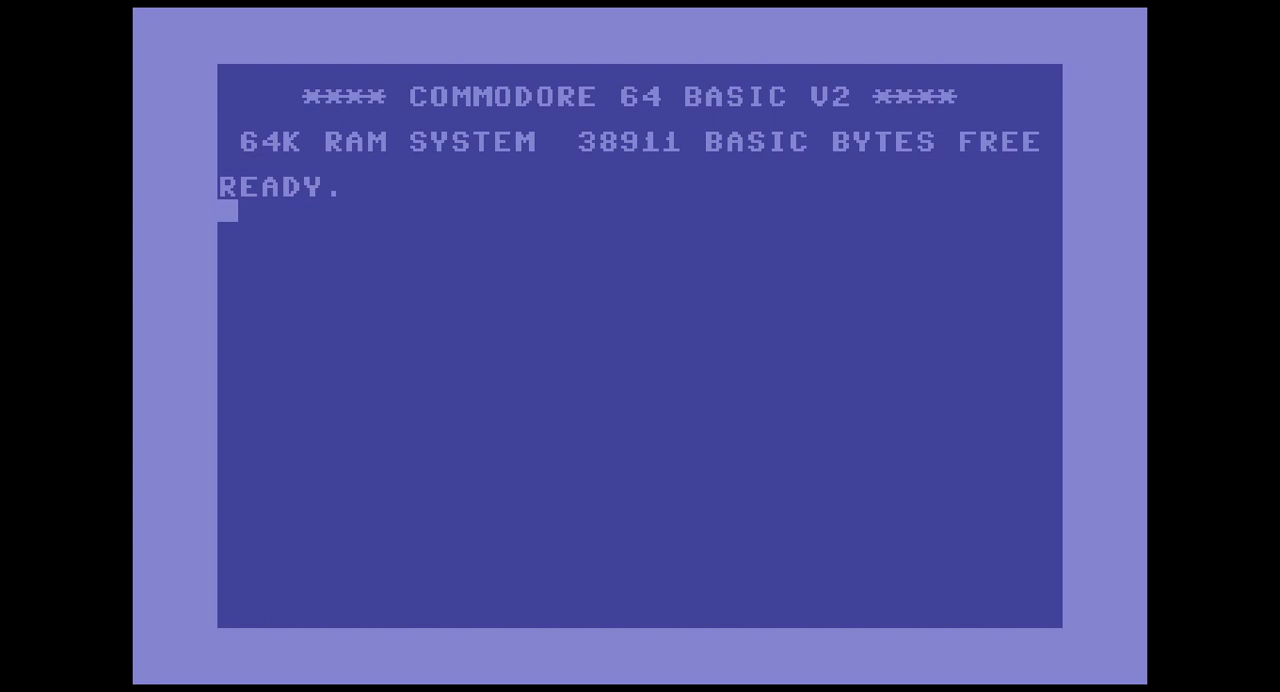 **** COMMODORE 64 BASIC V2 ****
64K RAM SYSTEM  38911 BASIC BYTES FREE
READY.